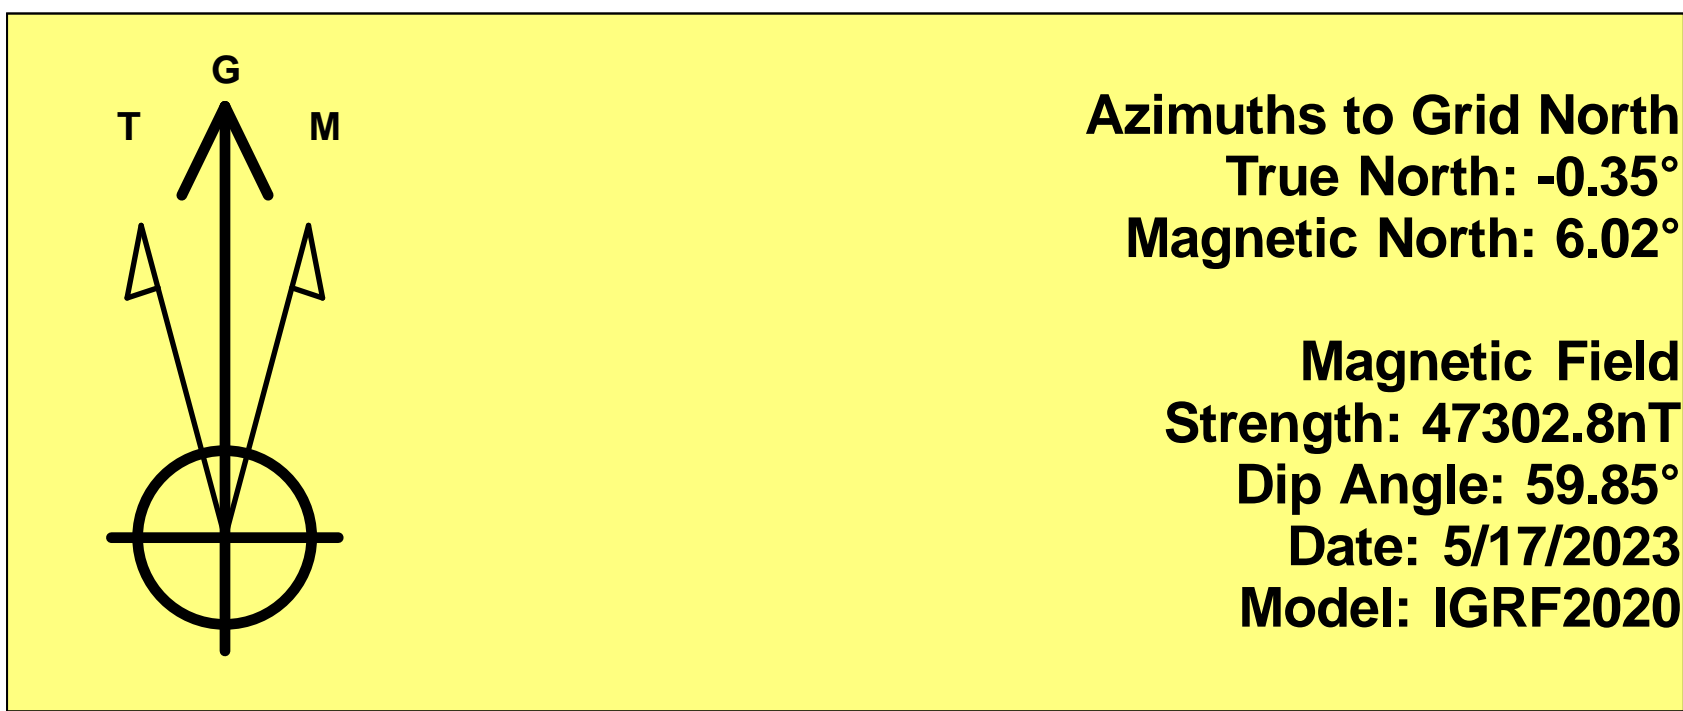 G
T
M
Azimuths to Grid North
True North: -0.35°
Magnetic North: 6.02°
Magnetic Field
Strength: 47302.8nT
Dip Angle: 59.85°
Date: 5/17/2023
Model: IGRF2020